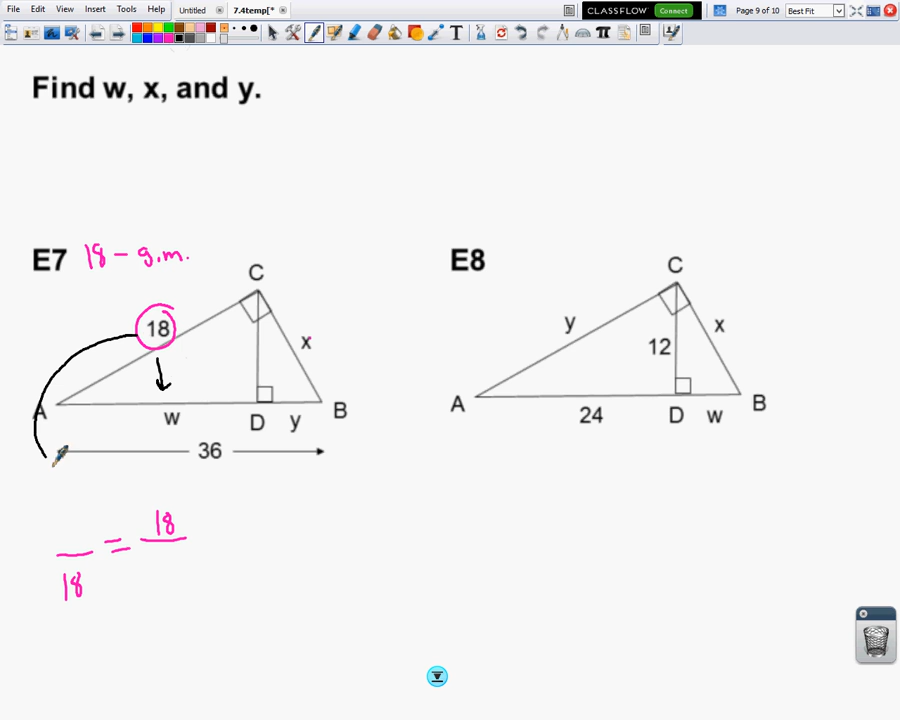 File Edit View Insert Tools Help Untitled 7.4temp[* CLASSFLOW Connect Page 9 of 10 Best Fit
T π
Find w, x, and y.
E7 18 - g.m.
C
18
x
A
w
D
y
B
36
18
=
18
E8
C
y
x
12
A
24
D
w
B